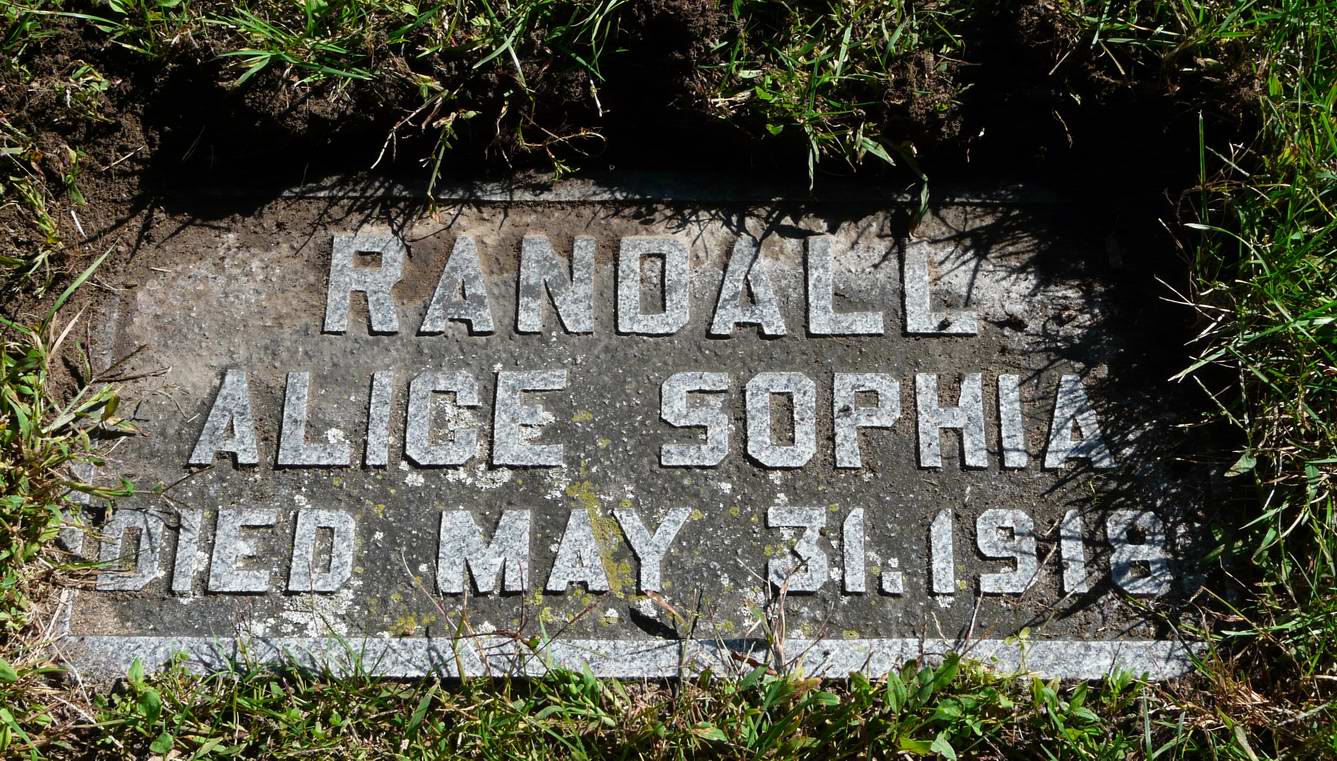 RANDALL
ALICE SOPHIA
DIED MAY 31.1918